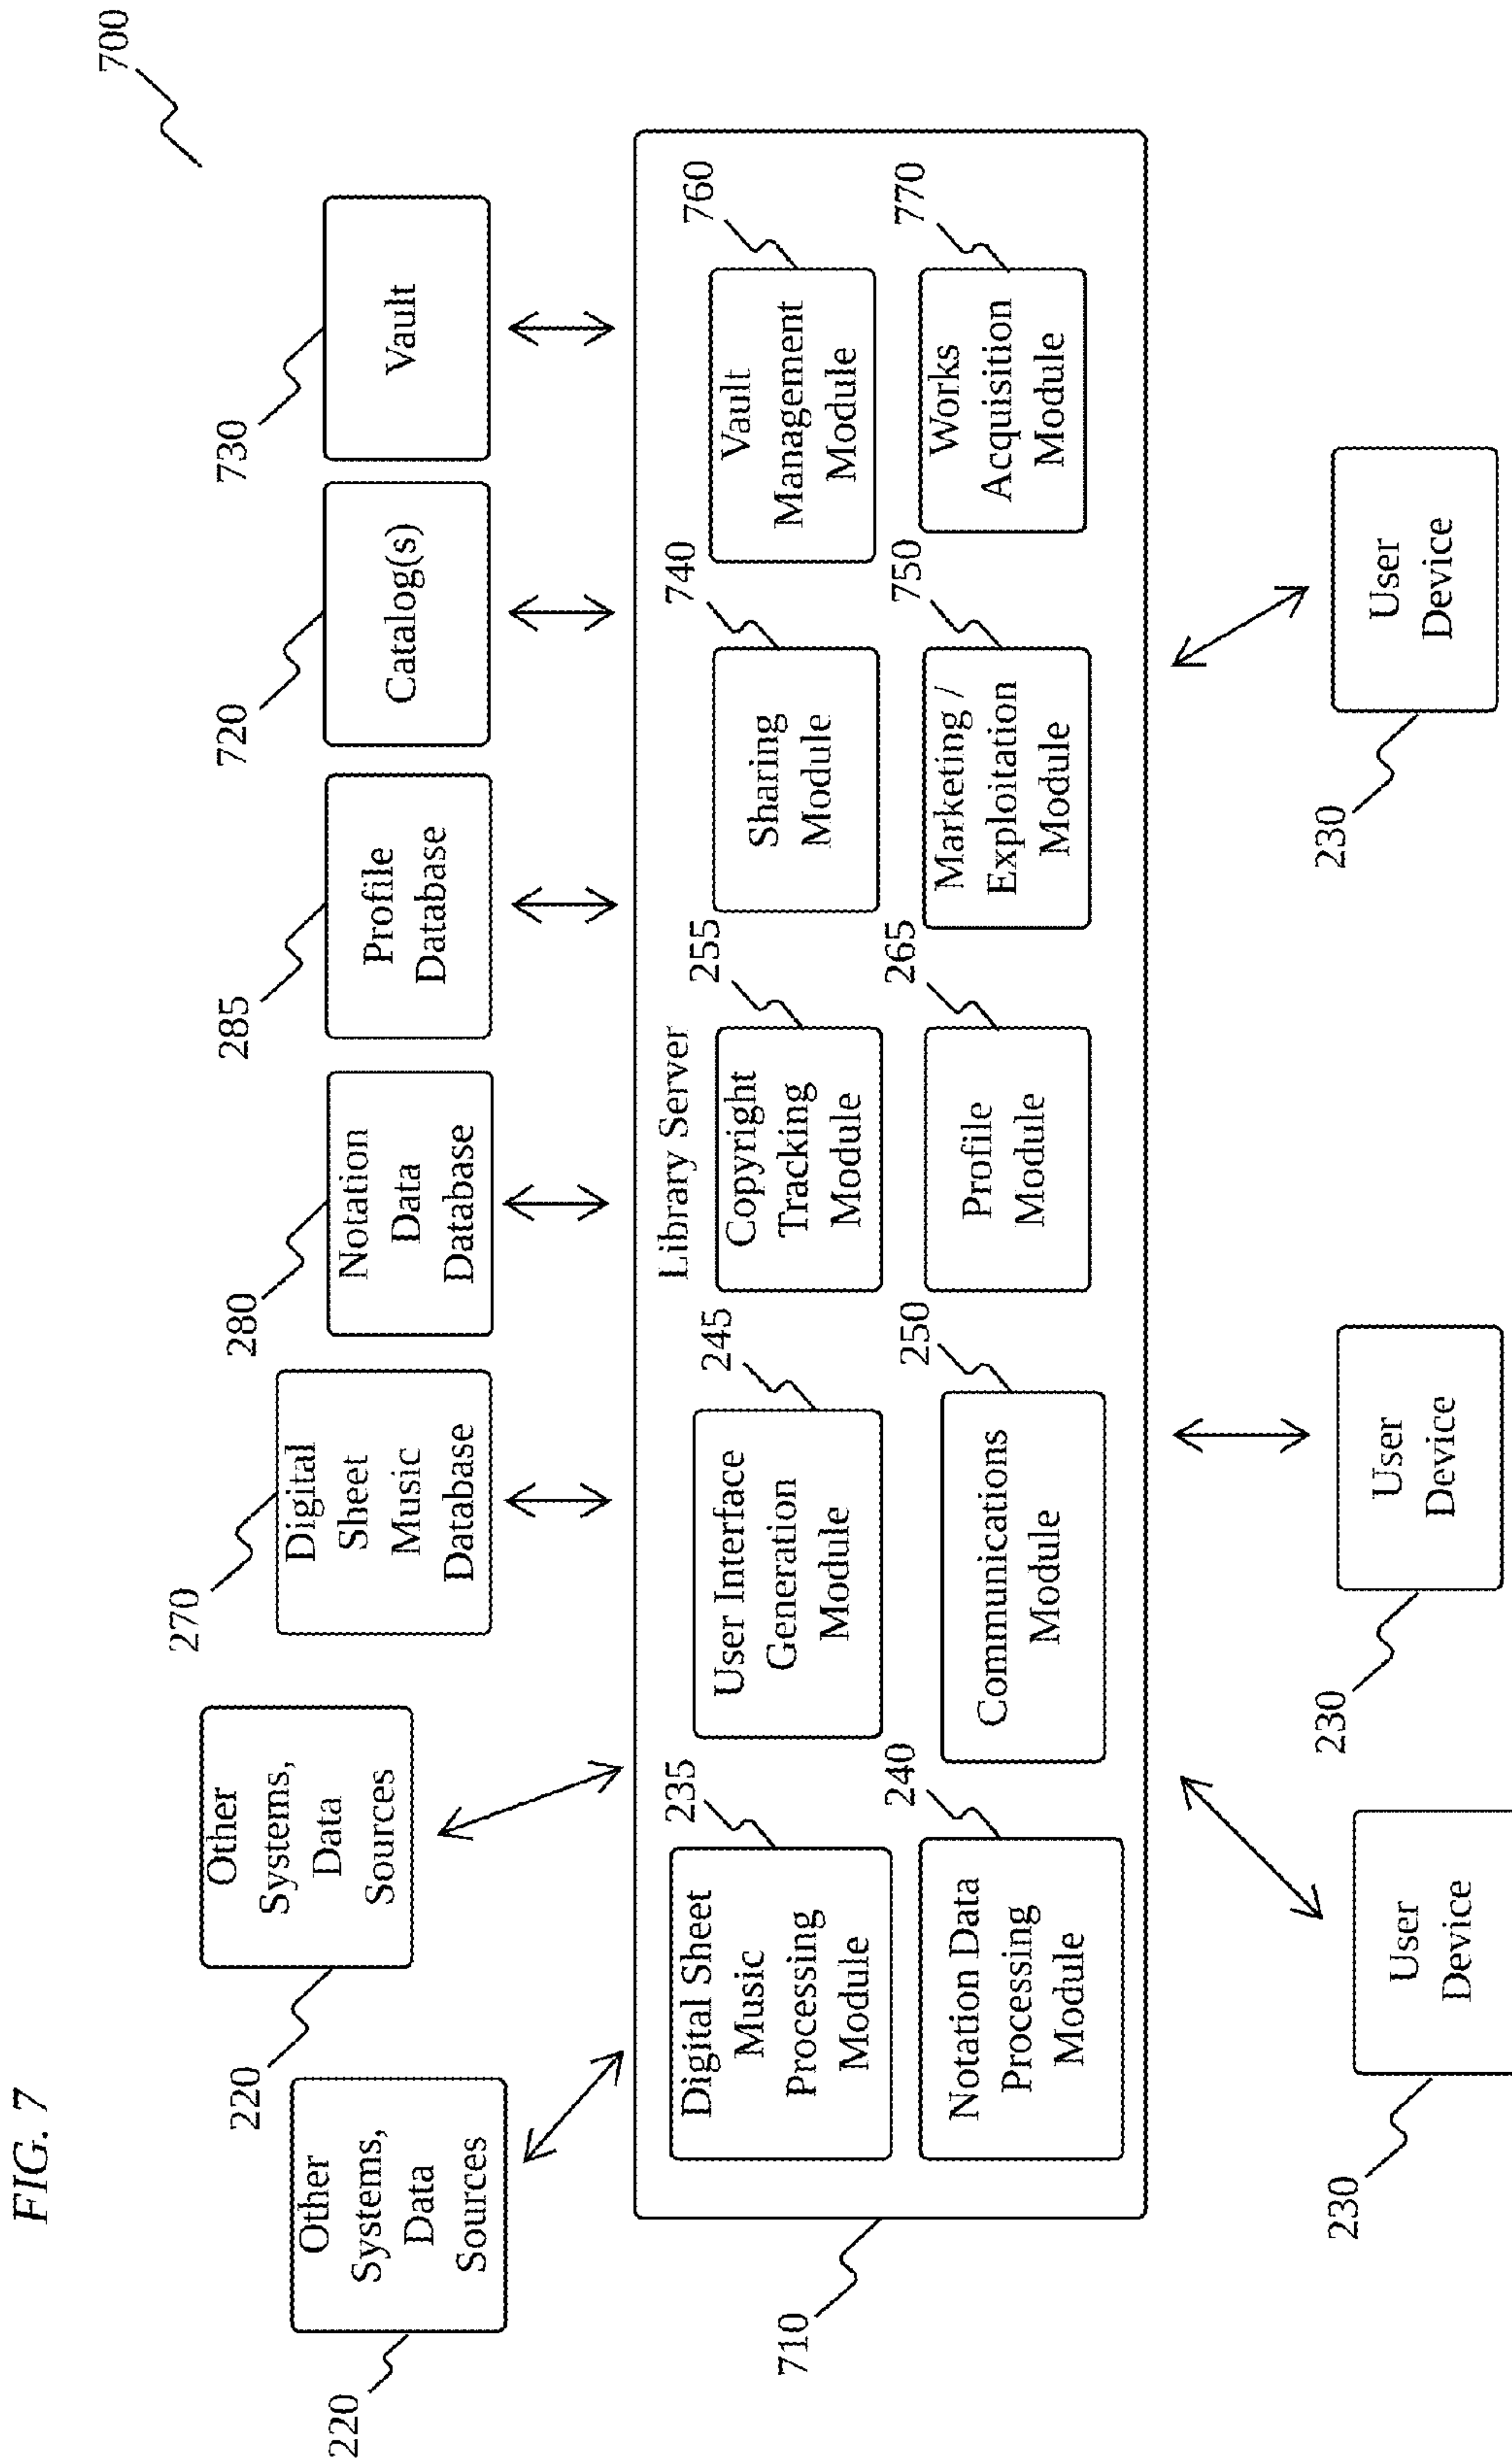 FIG. 7
700
220
Other
Systems,
Data
Sources
220
Other
Systems,
Data
Sources
270
Digital
Sheet
Music
Database
280
Notation
Data
Database
285
Profile
Database
720
Catalog(s)
730
Vault
710
Library Server
235
Digital Sheet
Music
Processing
Module
245
User Interface
Generation
Module
255
Copyright
Tracking
Module
740
Sharing
Module
760
Vault
Management
Module
240
Notation Data
Processing
Module
250
Communications
Module
265
Profile
Module
750
Marketing /
Exploitation
Module
770
Works
Acquisition
Module
230
User
Device
230
User
Device
230
User
Device